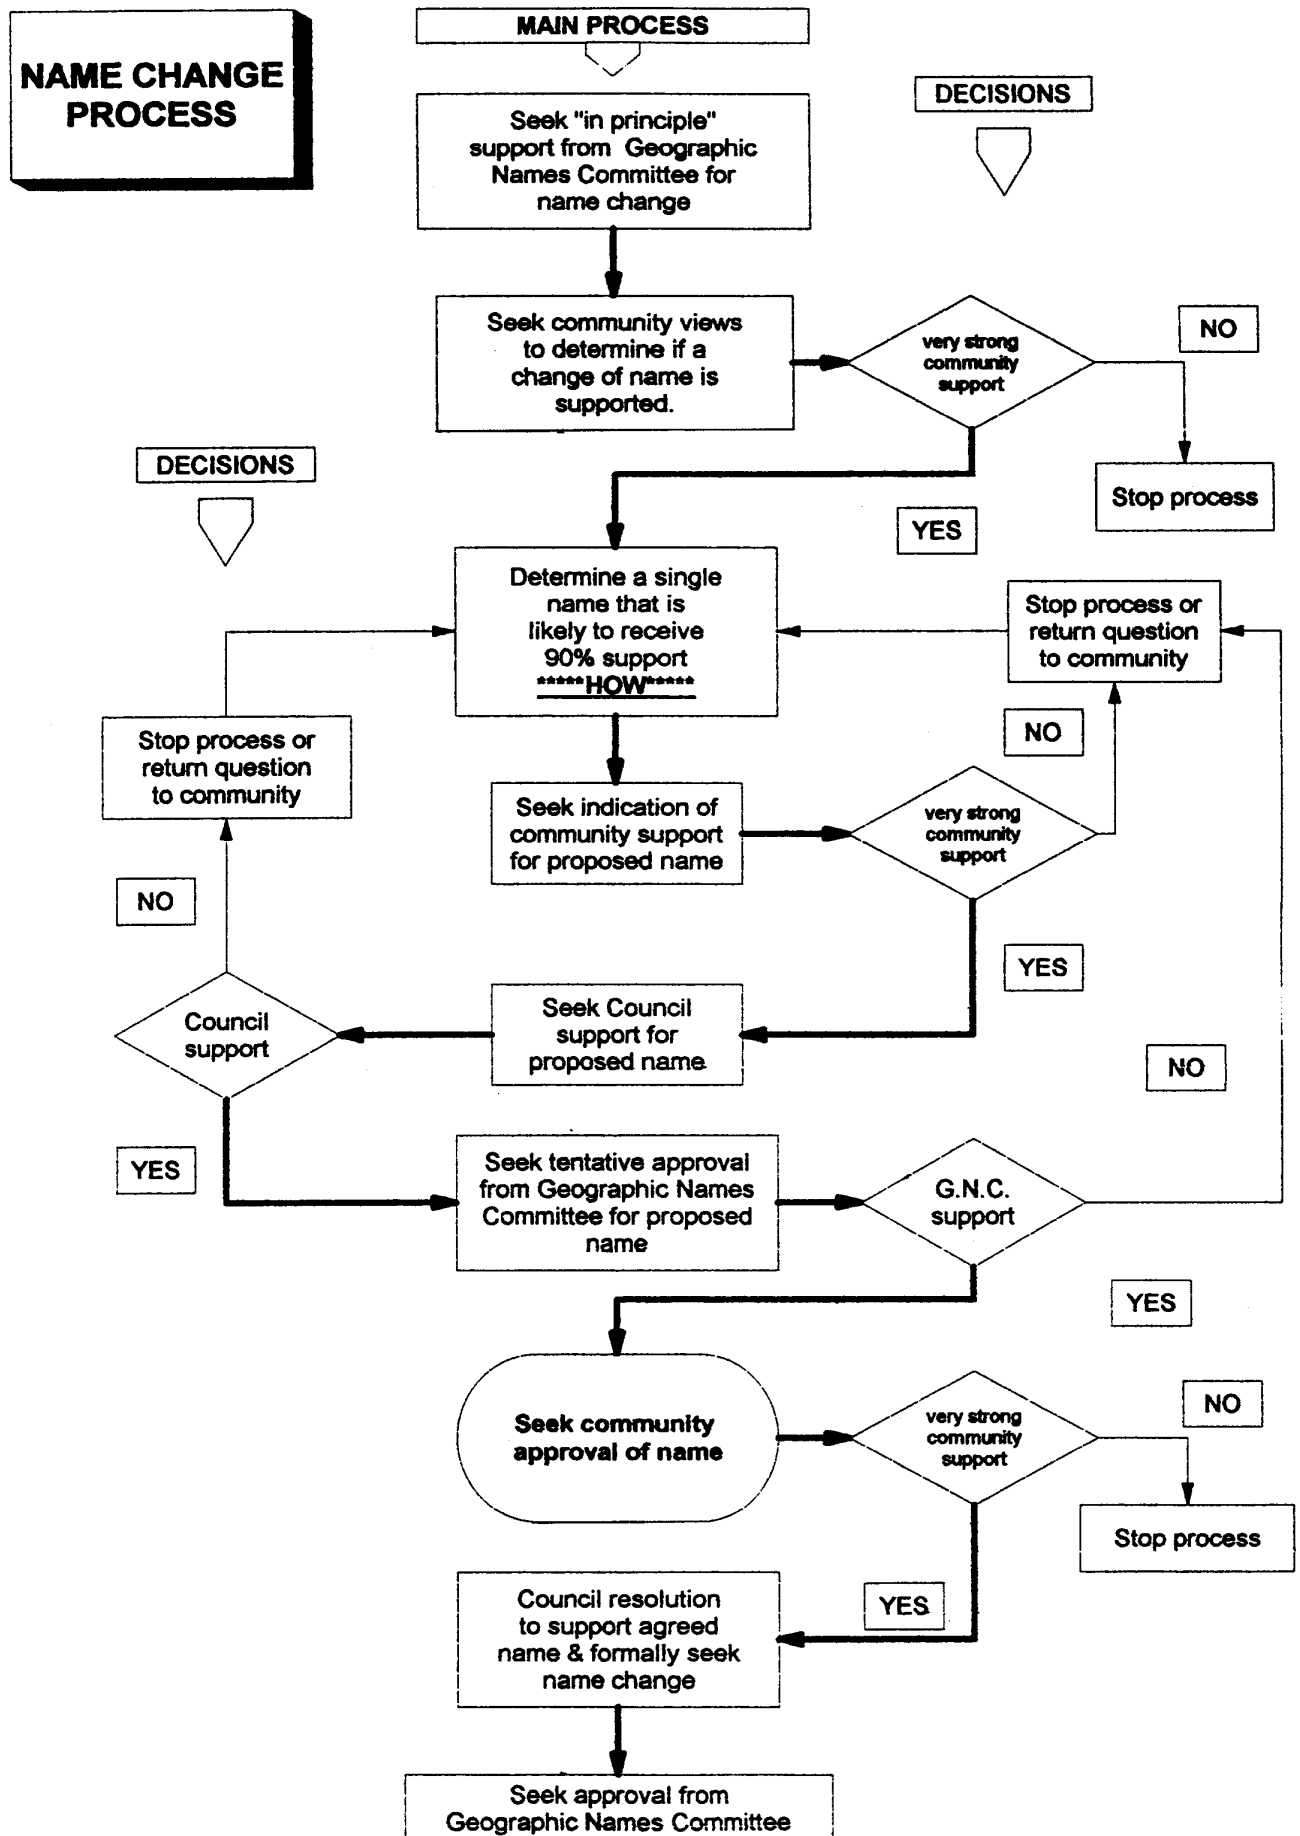 NAME CHANGE
PROCESS
MAIN PROCESS
DECISIONS
Seek "in principle"
support from Geographic
Names Committee for
name change
Seek community views
to determine if a
change of name is
supported.
very strong
community
support
NO
Stop process
YES
DECISIONS
Determine a single
name that is
likely to receive
90% support
*****HOW*****
Stop process or
return question
to community
NO
Stop process or
return question
to community
Seek indication of
community support
for proposed name
very strong
community
support
NO
YES
Council
support
Seek Council
support for
proposed name
NO
YES
Seek tentative approval
from Geographic Names
Committee for proposed
name
G.N.C.
support
YES
Seek community
approval of name
very strong
community
support
NO
Stop process
YES
Council resolution
to support agreed
name & formally seek
name change
Seek approval from
Geographic Names Committee